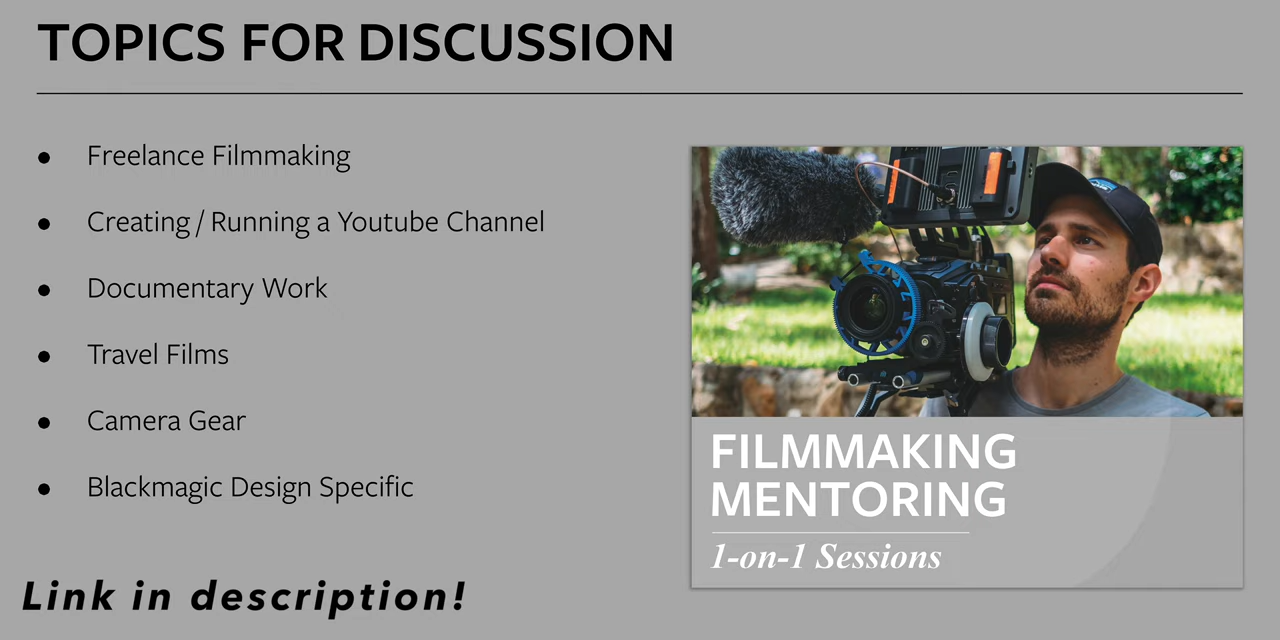 TOPICS FOR DISCUSSION
• Freelance Filmmaking
• Creating / Running a Youtube Channel
• Documentary Work
• Travel Films
• Camera Gear
• Blackmagic Design Specific
Link in description!
FILMMAKING
MENTORING
1-on-1 Sessions